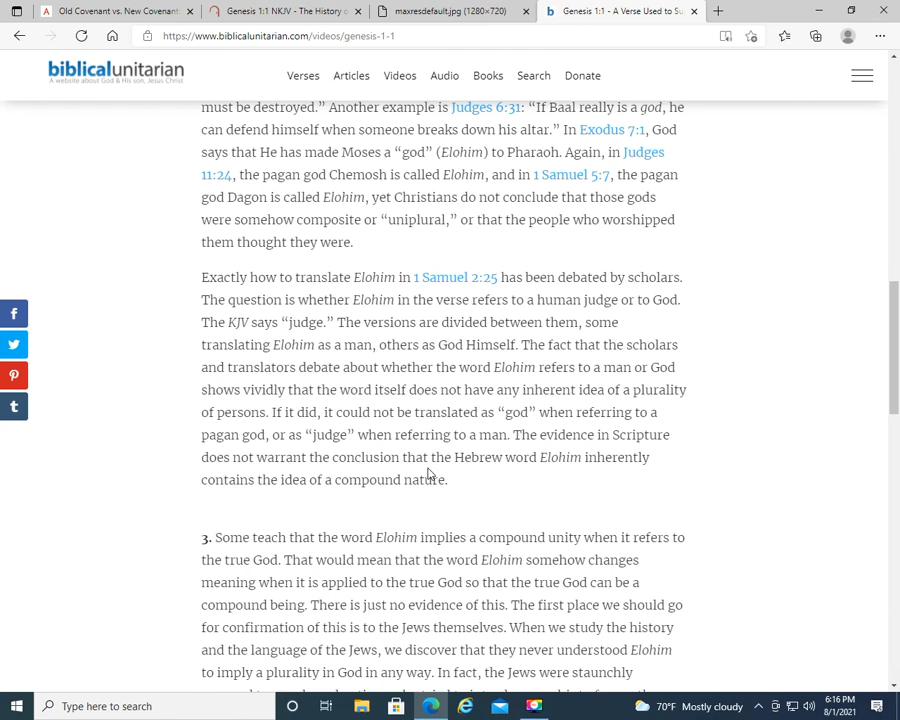 Old Covenant vs. New Covenant:
Genesis 1:1 NKJV - The History o
maxresdefault.jpg (1280×720)
Genesis 1:1 - A Verse Used to Su
https://www.biblicalunitarian.com/videos/genesis-1-1
biblicalunitarian
A website about God & His son, Jesus Christ
Verses Articles Videos Audio Books Search Donate
must be destroyed.” Another example is Judges 6:31: “If Baal really is a god, he
can defend himself when someone breaks down his altar.” In Exodus 7:1, God
says that He has made Moses a “god” (Elohim) to Pharaoh. Again, in Judges
11:24, the pagan god Chemosh is called Elohim, and in 1 Samuel 5:7, the pagan
god Dagon is called Elohim, yet Christians do not conclude that those gods
were somehow composite or “uniplural,” or that the people who worshipped
them thought they were.
Exactly how to translate Elohim in 1 Samuel 2:25 has been debated by scholars.
The question is whether Elohim in the verse refers to a human judge or to God.
The KJV says “judge.” The versions are divided between them, some
translating Elohim as a man, others as God Himself. The fact that the scholars
and translators debate about whether the word Elohim refers to a man or God
shows vividly that the word itself does not have any inherent idea of a plurality
of persons. If it did, it could not be translated as “god” when referring to a
pagan god, or as “judge” when referring to a man. The evidence in Scripture
does not warrant the conclusion that the Hebrew word Elohim inherently
contains the idea of a compound nature.
3. Some teach that the word Elohim implies a compound unity when it refers to
the true God. That would mean that the word Elohim somehow changes
meaning when it is applied to the true God so that the true God can be a
compound being. There is just no evidence of this. The first place we should go
for confirmation of this is to the Jews themselves. When we study the history
and the language of the Jews, we discover that they never understood Elohim
to imply a plurality in God in any way. In fact, the Jews were staunchly
Type here to search
70°F Mostly cloudy
6:16 PM
8/1/2021